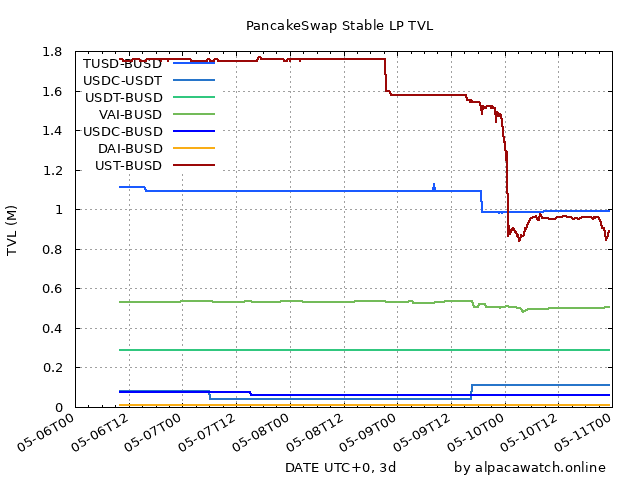 PancakeSwap Stable LP TVL
1.8
1.6
1.4
1.2
1
0.8
0.6
0.4
0.2
0
TVL (M)
TUSD-BUSD
USDC-USDT
USDT-BUSD
VAI-BUSD
USDC-BUSD
DAI-BUSD
UST-BUSD
05-06T00
05-06T12
05-07T00
05-07T12
05-08T00
05-08T12
05-09T00
05-09T12
05-10T00
05-10T12
05-11T00
DATE UTC+0, 3d
by alpacawatch.online